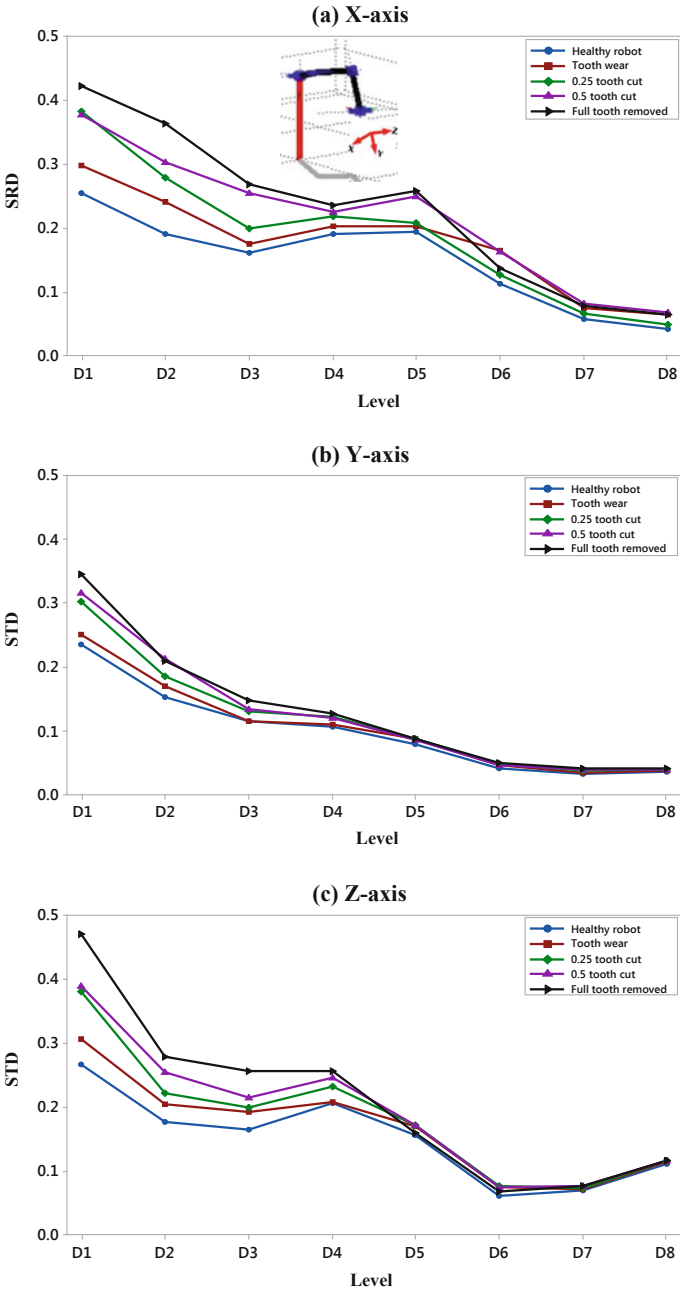 (a) X-axis
0.5
0.4
0.3
0.2
0.1
0.0
SRD
Healthy robot
Tooth wear
0.25 tooth cut
0.5 tooth cut
Full tooth removed
X
Y
Z
D1 D2 D3 D4 D5 D6 D7 D8
Level
(b) Y-axis
0.5
0.4
0.3
0.2
0.1
0.0
STD
Healthy robot
Tooth wear
0.25 tooth cut
0.5 tooth cut
Full tooth removed
D1 D2 D3 D4 D5 D6 D7 D8
Level
(c) Z-axis
0.5
0.4
0.3
0.2
0.1
0.0
STD
Healthy robot
Tooth wear
0.25 tooth cut
0.5 tooth cut
Full tooth removed
D1 D2 D3 D4 D5 D6 D7 D8
Level